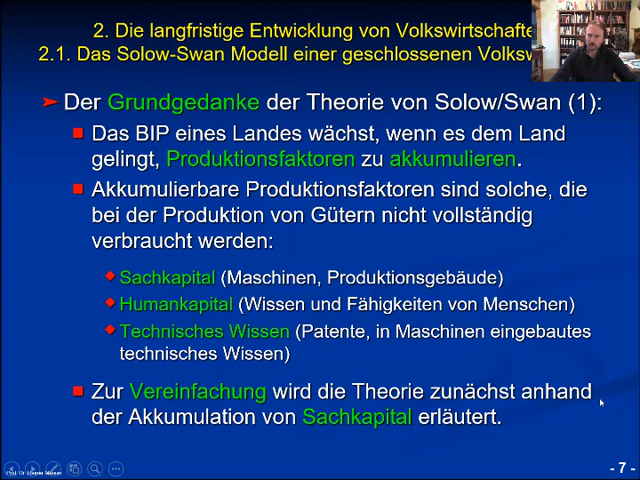 2. Die langfristige Entwicklung von Volkswirtschafte
2.1. Das Solow-Swan Modell einer geschlossenen Volksw
➤ Der Grundgedanke der Theorie von Solow/Swan (1):
Das BIP eines Landes wächst, wenn es dem Land
gelingt, Produktionsfaktoren zu akkumulieren.
Akkumulierbare Produktionsfaktoren sind solche, die
bei der Produktion von Gütern nicht vollständig
verbraucht werden:
Sachkapital (Maschinen, Produktionsgebäude)
Humankapital (Wissen und Fähigkeiten von Menschen)
Technisches Wissen (Patente, in Maschinen eingebautes
technisches Wissen)
Zur Vereinfachung wird die Theorie zunächst anhand
der Akkumulation von Sachkapital erläutert.
- 7 -